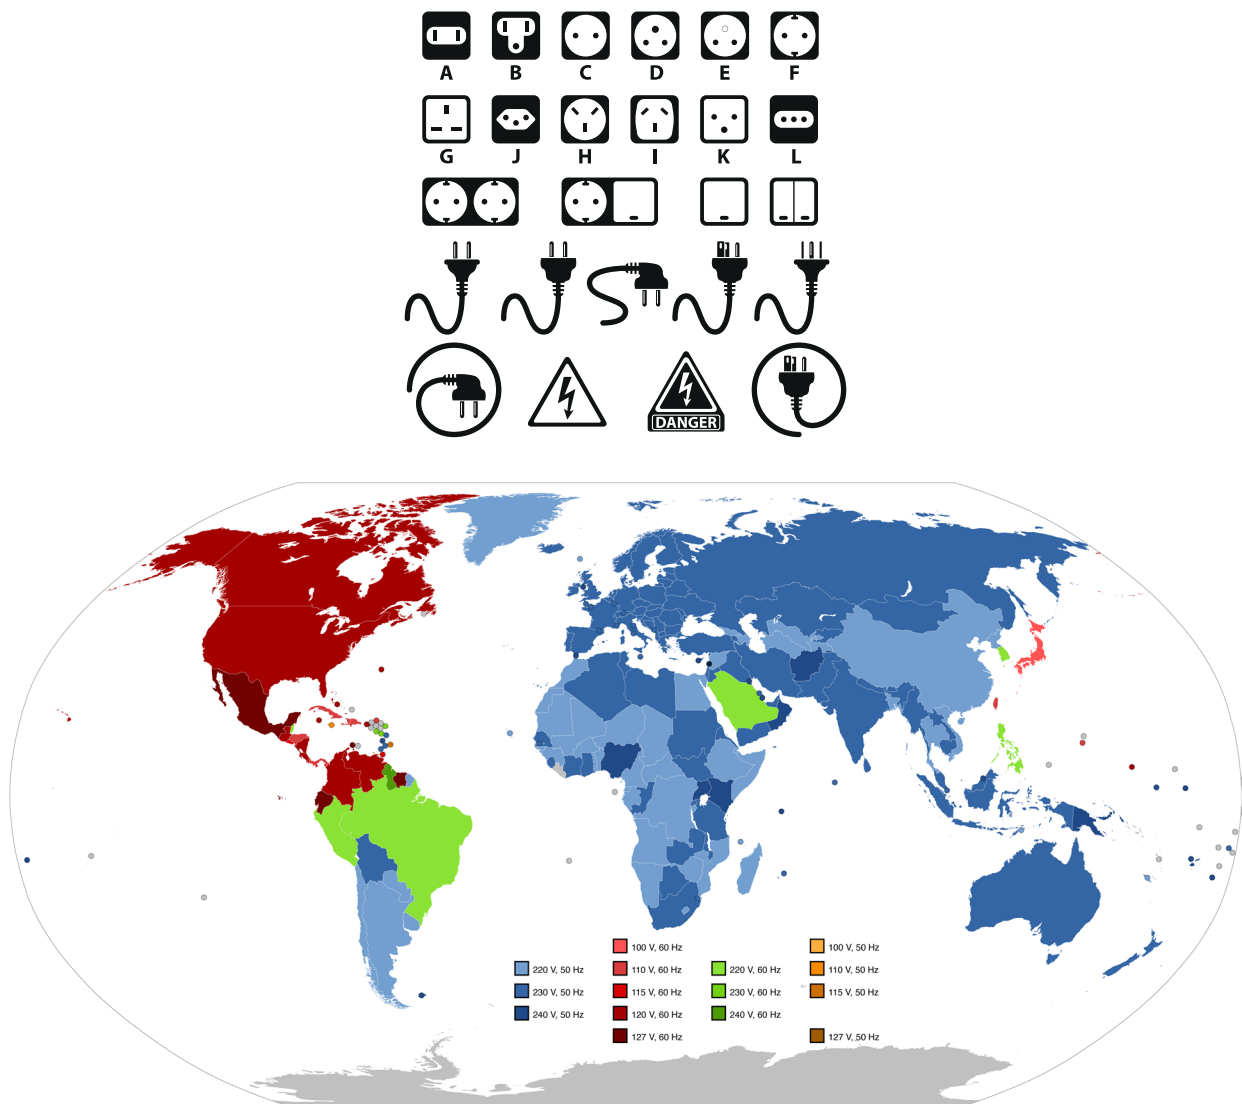 A B C D E F
G J H I K L
DANGER
100 V, 60 Hz 100 V, 50 Hz
220 V, 50 Hz 110 V, 60 Hz 220 V, 60 Hz 110 V, 50 Hz
230 V, 50 Hz 115 V, 60 Hz 230 V, 60 Hz 115 V, 50 Hz
240 V, 50 Hz 120 V, 60 Hz 240 V, 60 Hz
127 V, 60 Hz 127 V, 50 Hz